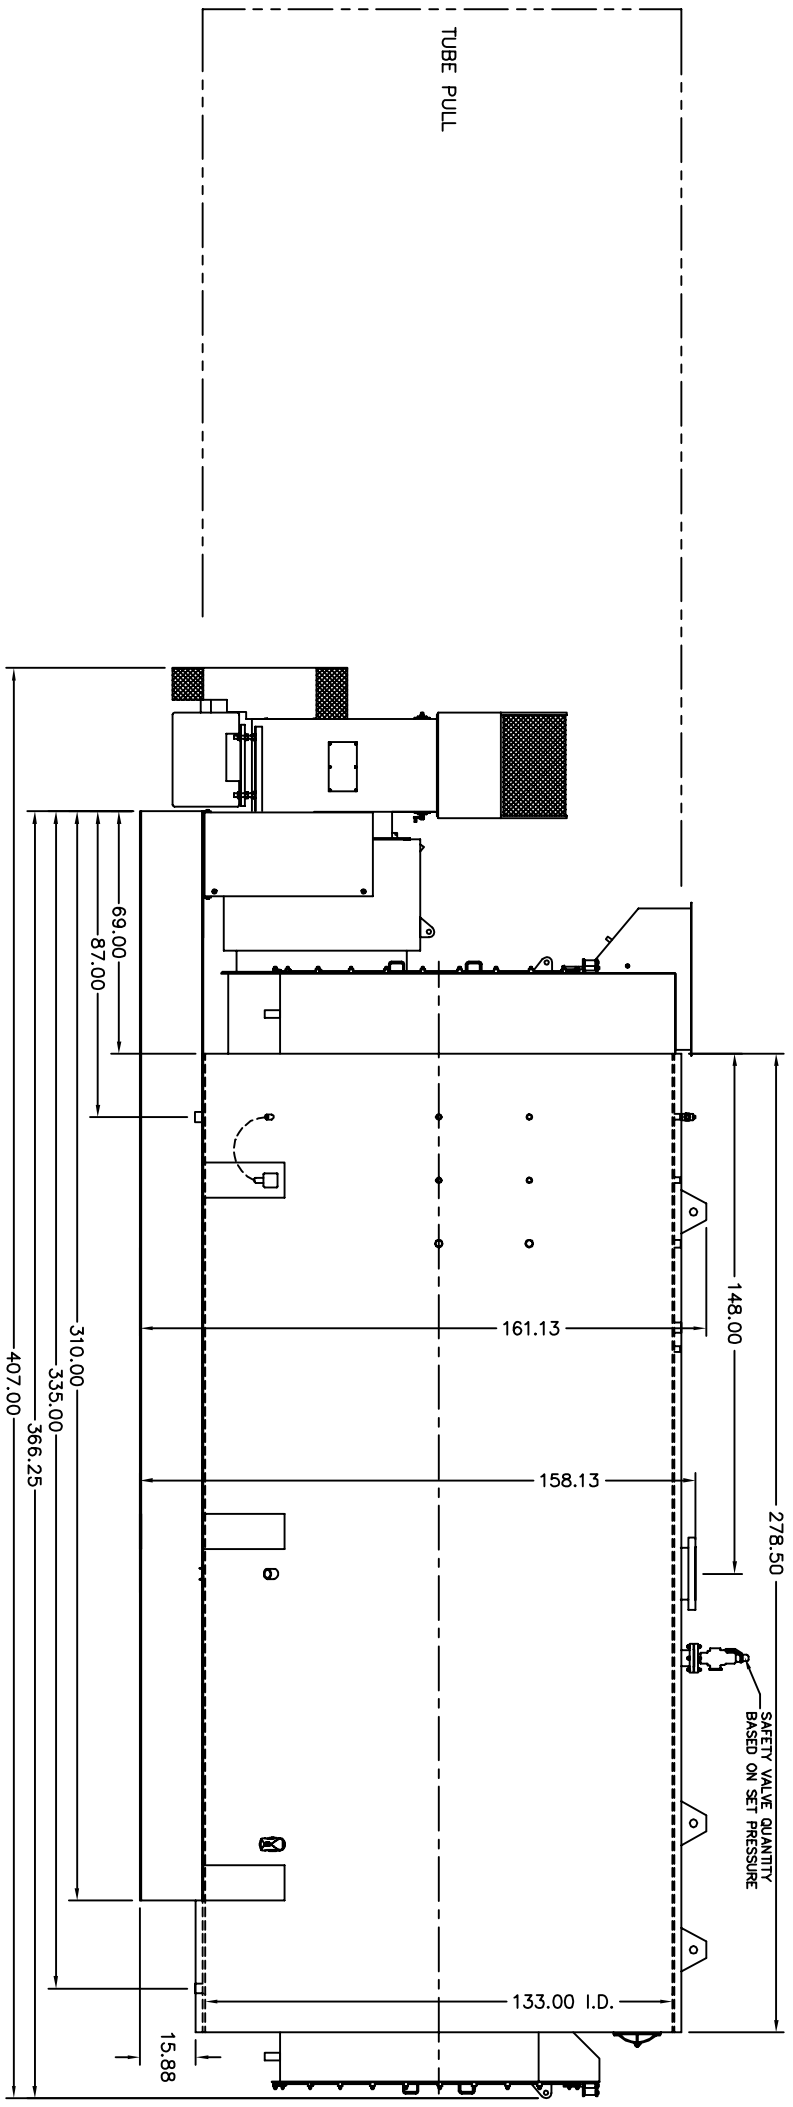 TUBE PULL
278.50
148.00
SAFETY VALVE QUANTITY
BASED ON SET PRESSURE
161.13
158.13
133.00 I.D.
69.00
87.00
15.88
310.00
335.00
366.25
407.00